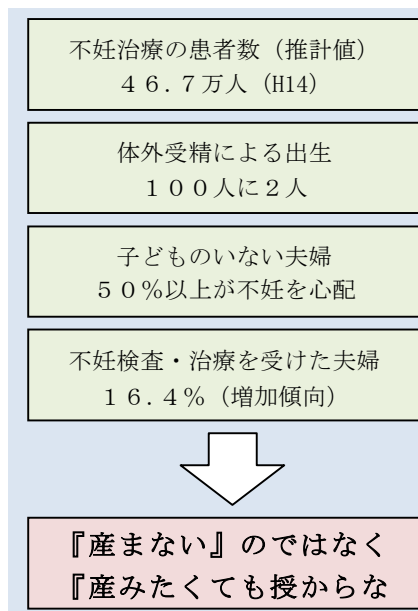 不妊治療の患者数（推計値）
４６.７万人（H14）
体外受精による出生
１００人に２人
子どものいない夫婦
５０％以上が不妊を心配
不妊検査・治療を受けた夫婦
１６.４％（増加傾向）
『産まない』のではなく
『産みたくても授からな